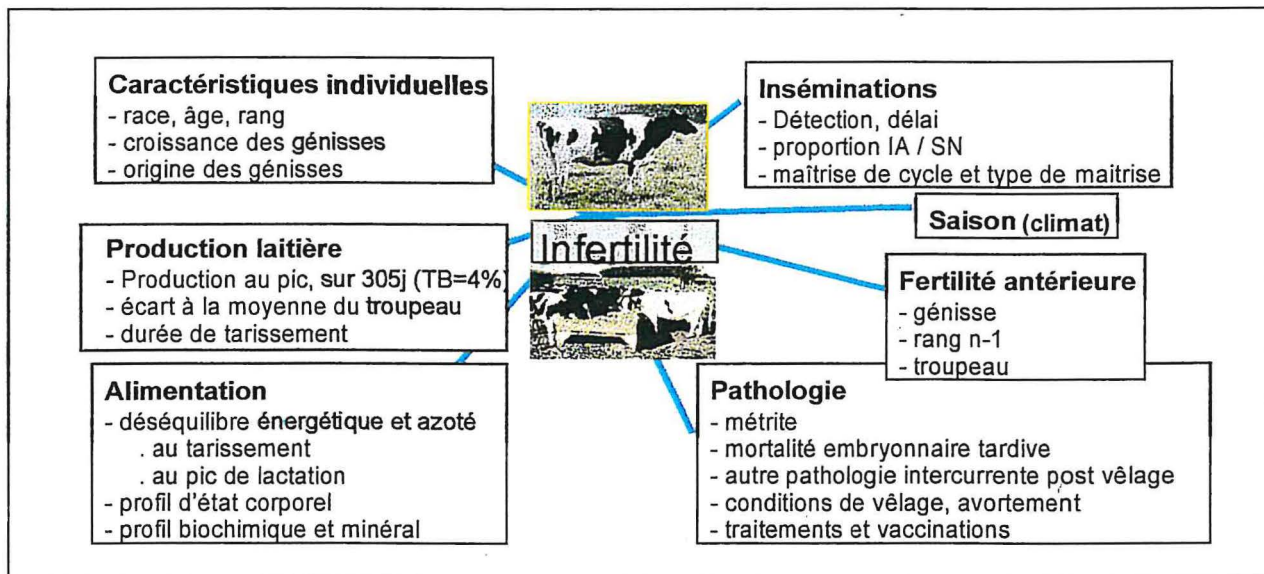 Caractéristiques individuelles
- race, âge, rang
- croissance des génisses
- origine des génisses
Production laitière
- Production au pic, sur 305j (TB=4%)
- écart à la moyenne du troupeau
- durée de tarissement
Alimentation
- déséquilibre énergétique et azoté
. au tarissement
. au pic de lactation
- profil d'état corporel
- profil biochimique et minéral
Infertilité
Inséminations
- Détection, délai
- proportion IA / SN
- maîtrise de cycle et type de maitrise
Saison (climat)
Fertilité antérieure
- génisse
- rang n-1
- troupeau
Pathologie
- métrite
- mortalité embryonnaire tardive
- autre pathologie intercurrente post vêlage
- conditions de vêlage, avortement
- traitements et vaccinations